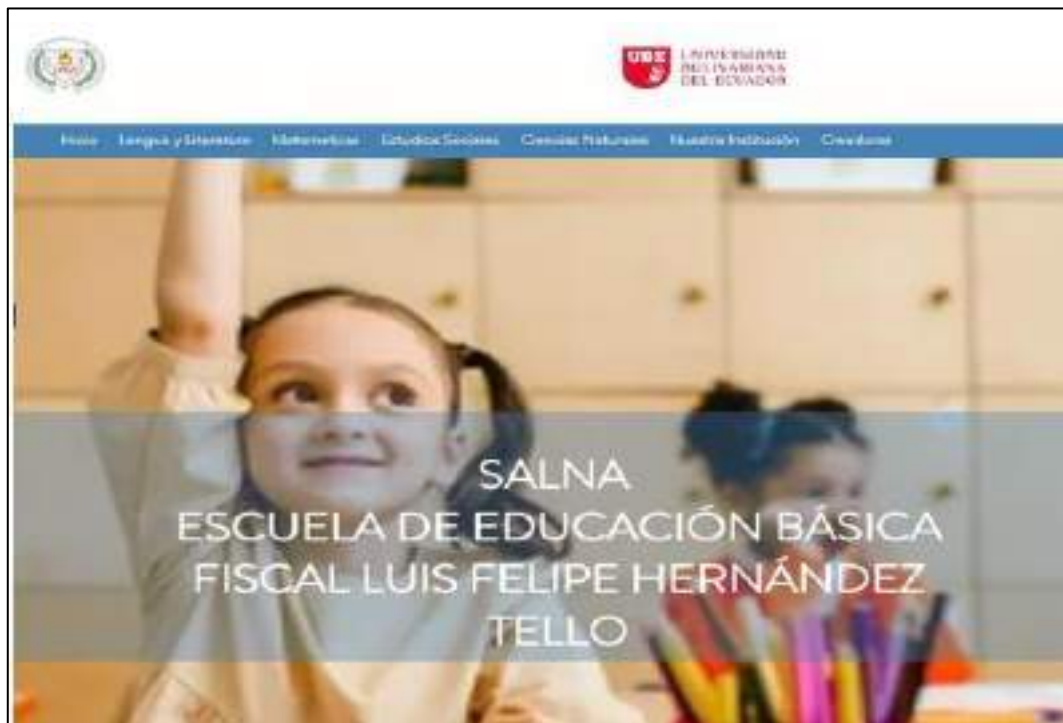 UBE UNIVERSIDAD
BOLIVARIANA
DEL ECUADOR
Inicio Lengua y Literatura Matemáticas Estudios Sociales Ciencias Naturales Nuestra Institución Creadores
SALNA
ESCUELA DE EDUCACIÓN BÁSICA
FISCAL LUIS FELIPE HERNÁNDEZ
TELLO